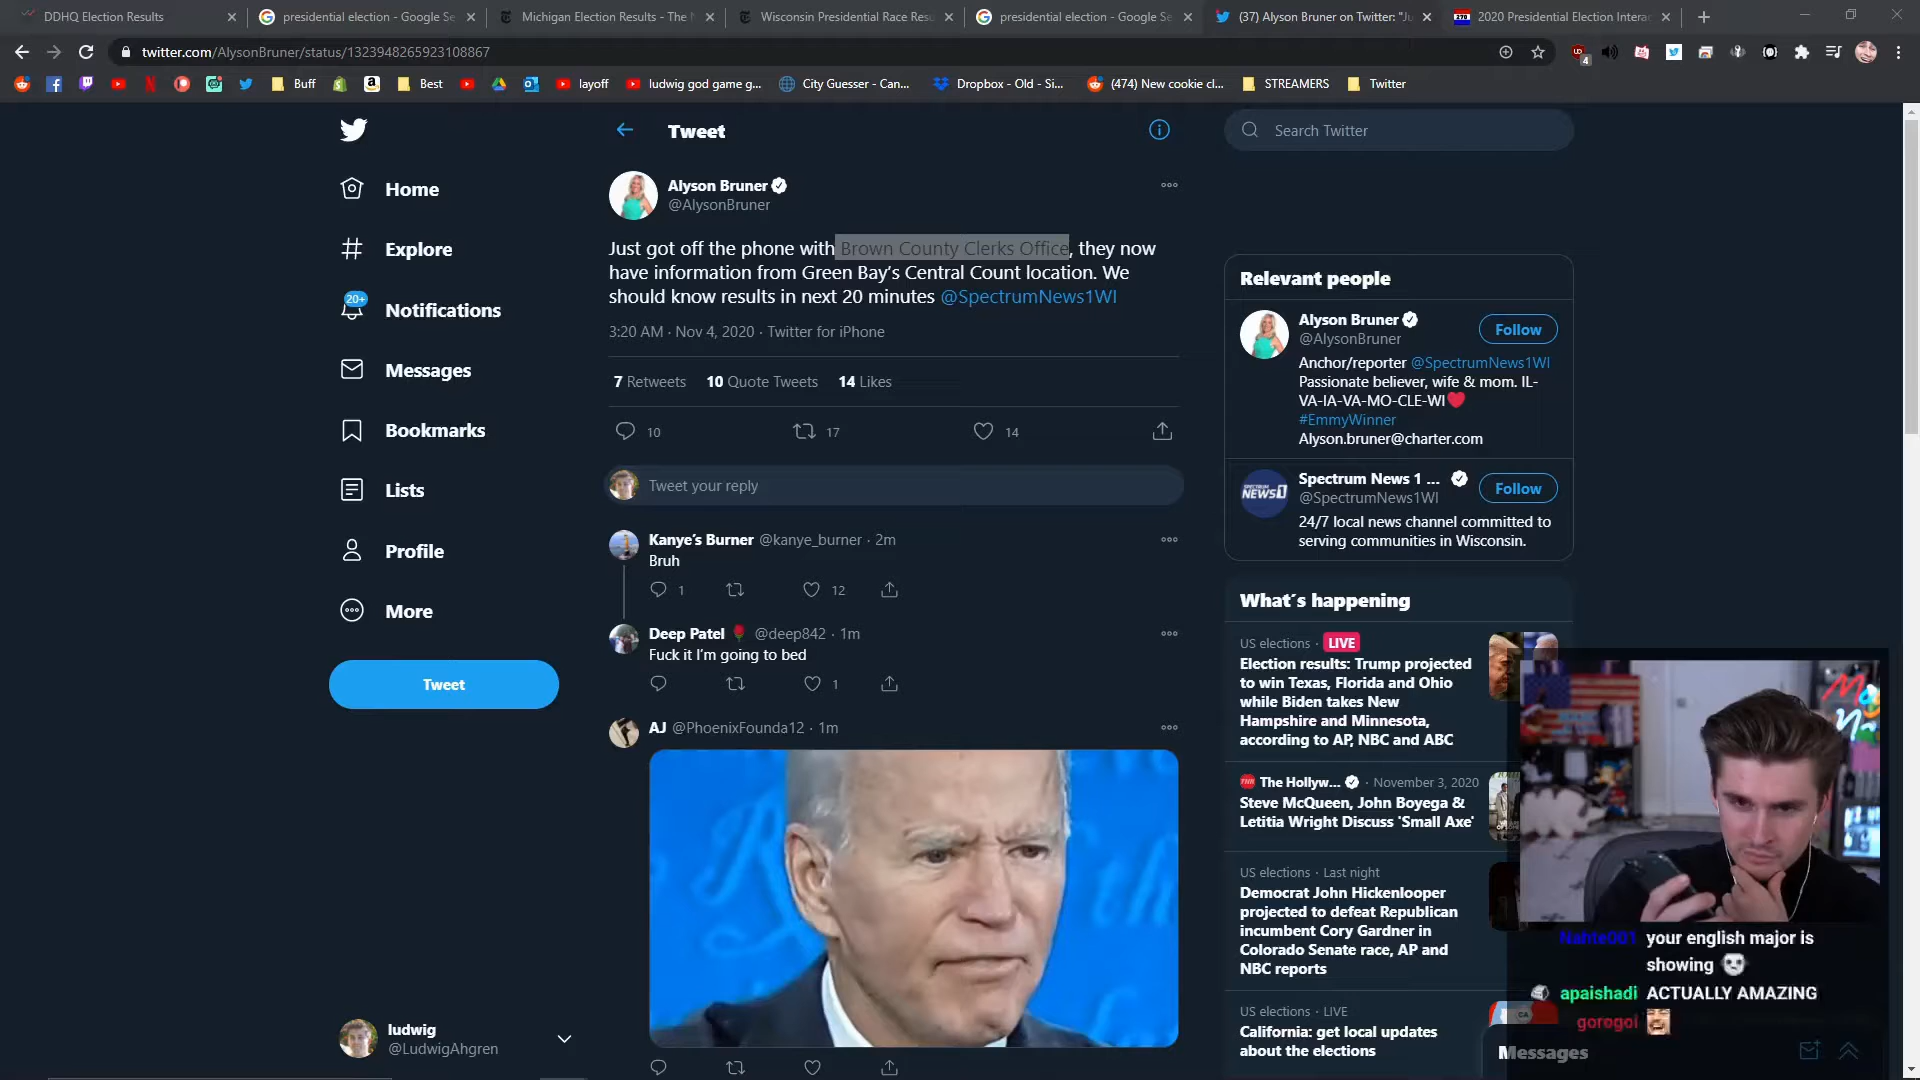 DDHQ Election Results
presidential election - Google Se
Michigan Election Results - The N
Wisconsin Presidential Race Resu
presidential election - Google Se
(37) Alyson Bruner on Twitter: "Ju
2020 Presidential Election Interac
twitter.com/AlysonBruner/status/1323948265923108867
Buff
Best
layoff
ludwig god game g...
City Guesser - Can...
Dropbox - Old - Si...
(474) New cookie cl...
STREAMERS
Twitter
Home
Explore
20+
Notifications
Messages
Bookmarks
Lists
Profile
More
Tweet
ludwig
@LudwigAhgren
Tweet
Alyson Bruner
@AlysonBruner
Just got off the phone with Brown County Clerks Office, they now
have information from Green Bay's Central Count location. We
should know results in next 20 minutes @SpectrumNews1WI
3:20 AM · Nov 4, 2020 · Twitter for iPhone
7 Retweets 10 Quote Tweets 14 Likes
10 17 14
Tweet your reply
Kanye's Burner @kanye_burner · 2m
Bruh
1 12
Deep Patel @deep842 · 1m
Fuck it I'm going to bed
1
AJ @PhoenixFounda12 · 1m
Search Twitter
Relevant people
Alyson Bruner
@AlysonBruner
Follow
Anchor/reporter @SpectrumNews1WI
Passionate believer, wife & mom. IL-
VA-IA-VA-MO-CLE-WI
#EmmyWinner
Alyson.bruner@charter.com
Spectrum News 1 ...
@SpectrumNews1WI
Follow
SPECTRUM
NEWS1
24/7 local news channel committed to
serving communities in Wisconsin.
What's happening
US elections · LIVE
Election results: Trump projected
to win Texas, Florida and Ohio
while Biden takes New
Hampshire and Minnesota,
according to AP, NBC and ABC
The Hollyw... · November 3, 2020
Steve McQueen, John Boyega &
Letitia Wright Discuss 'Small Axe'
US elections · Last night
Democrat John Hickenlooper
projected to defeat Republican
incumbent Cory Gardner in
Colorado Senate race, AP and
NBC reports
US elections · LIVE
California: get local updates
about the elections
CA
Nahte001 your english major is
showing
apaishadi ACTUALLY AMAZING
gorogoi
Messages